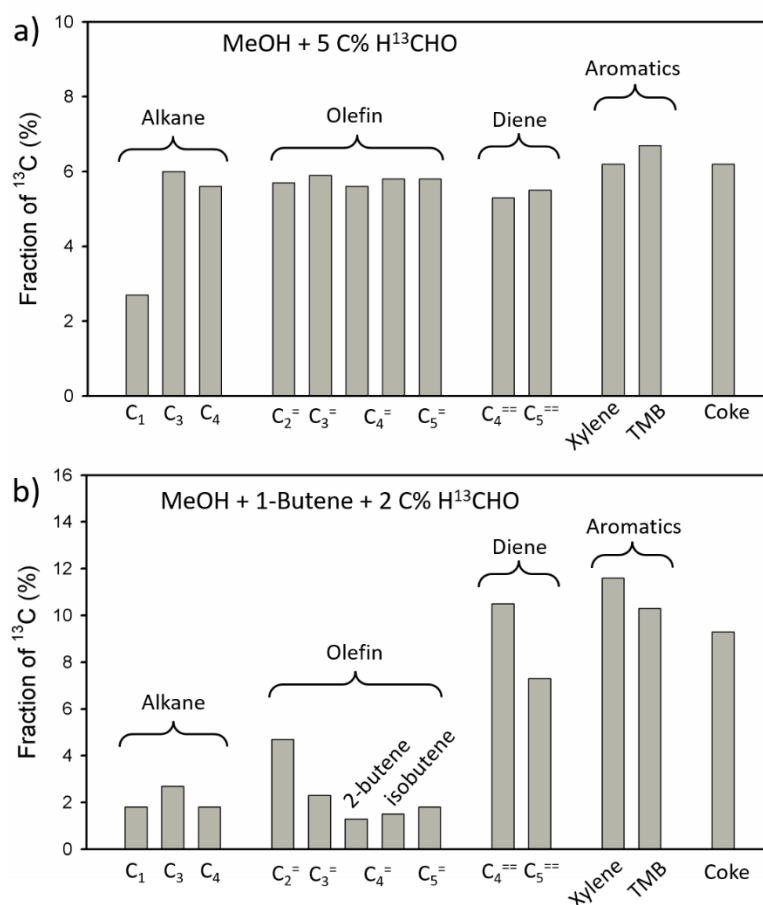 a)
MeOH + 5 C% H¹³CHO
Alkane
Olefin
Diene
Aromatics
Fraction of ¹³C (%)
10
8
6
4
2
0
C₁ C₃ C₄ C₂⁼ C₃⁼ C₄⁼ C₅⁼ C₄⁼⁼ C₅⁼⁼ Xylene TMB Coke
b)
MeOH + 1-Butene + 2 C% H¹³CHO
Alkane
Olefin
2-butene
isobutene
Diene
Aromatics
Fraction of ¹³C (%)
16
14
12
10
8
6
4
2
0
C₁ C₃ C₄ C₂⁼ C₃⁼ C₄⁼ C₅⁼ C₄⁼⁼ C₅⁼⁼ Xylene TMB Coke